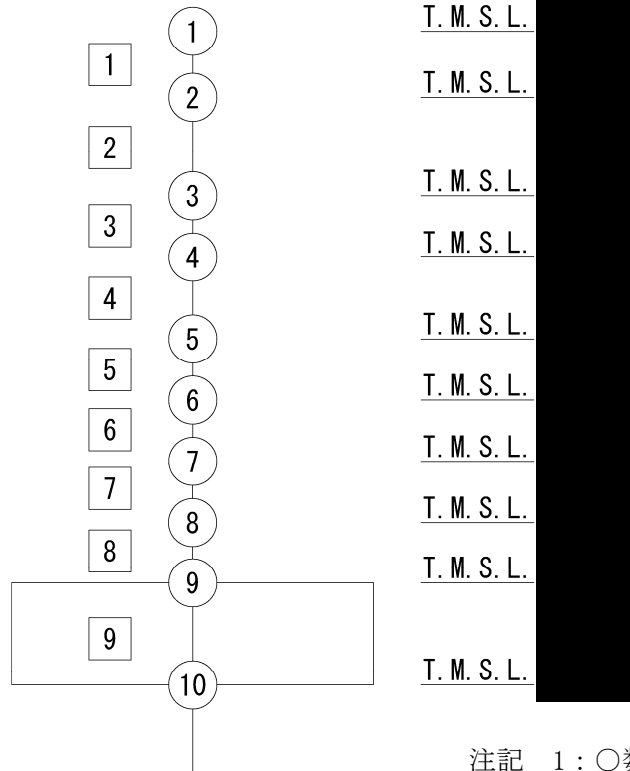 1 T.M.S.L.
1
2 T.M.S.L.
2
3 T.M.S.L.
3
4 T.M.S.L.
4
5 T.M.S.L.
5
6 T.M.S.L.
6
7 T.M.S.L.
7
8 T.M.S.L.
8
9 T.M.S.L.
9
10 T.M.S.L.
注記 1:○